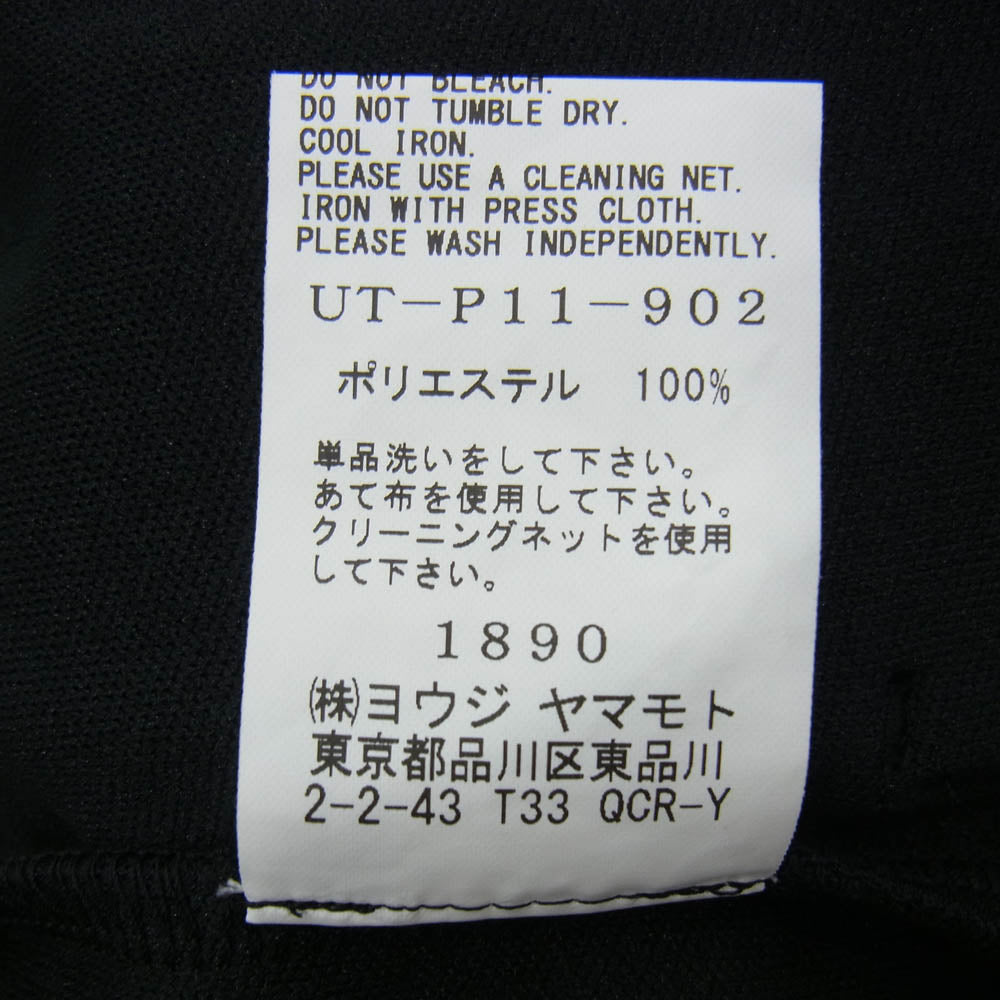 DO NOT BLEACH.
DO NOT TUMBLE DRY.
COOL IRON.
PLEASE USE A CLEANING NET.
IRON WITH PRESS CLOTH.
PLEASE WASH INDEPENDENTLY.
UT-P11-902
ポリエステル 100%
単品洗いをして下さい。
あて布を使用して下さい。
クリーニングネットを使用
して下さい。
1890
㈱ヨウジ ヤマモト
東京都品川区東品川
2-2-43 T33 QCR-Y